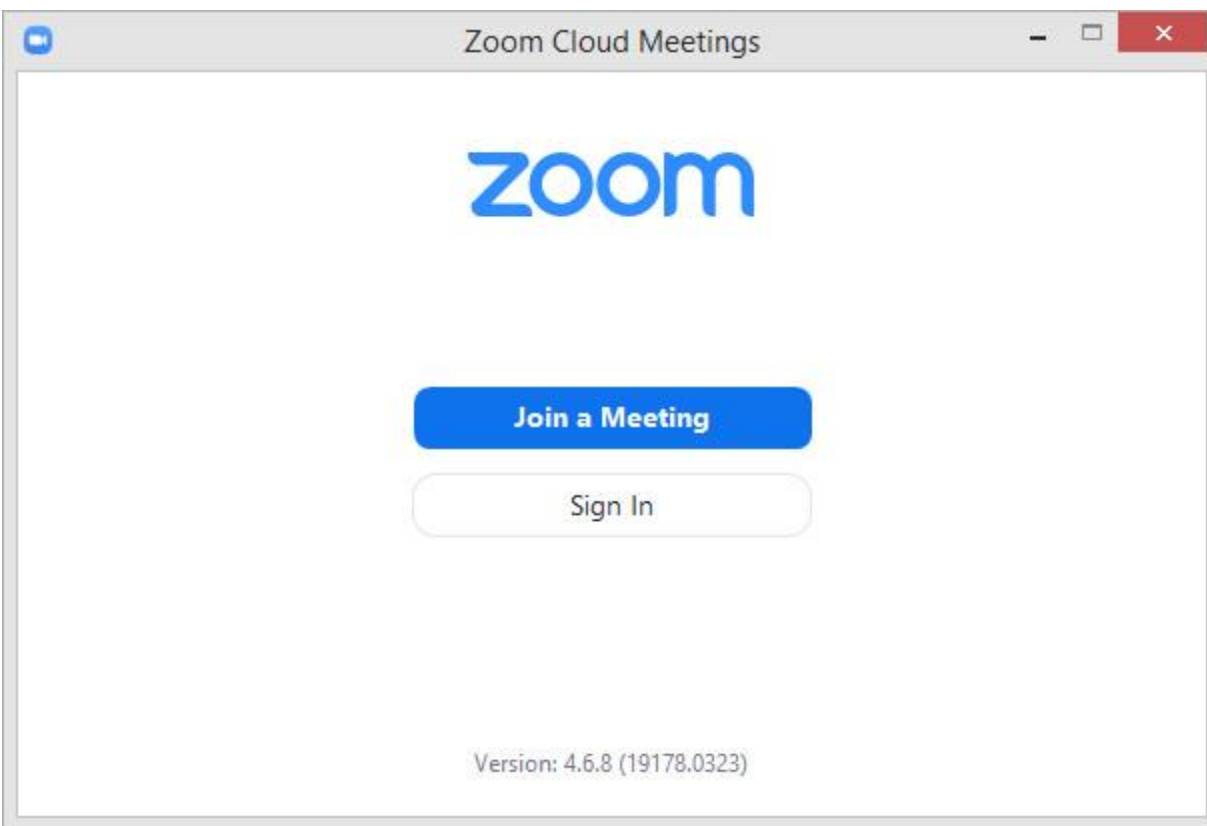 Zoom Cloud Meetings
zoom
Join a Meeting
Sign In
Version: 4.6.8 (19178.0323)